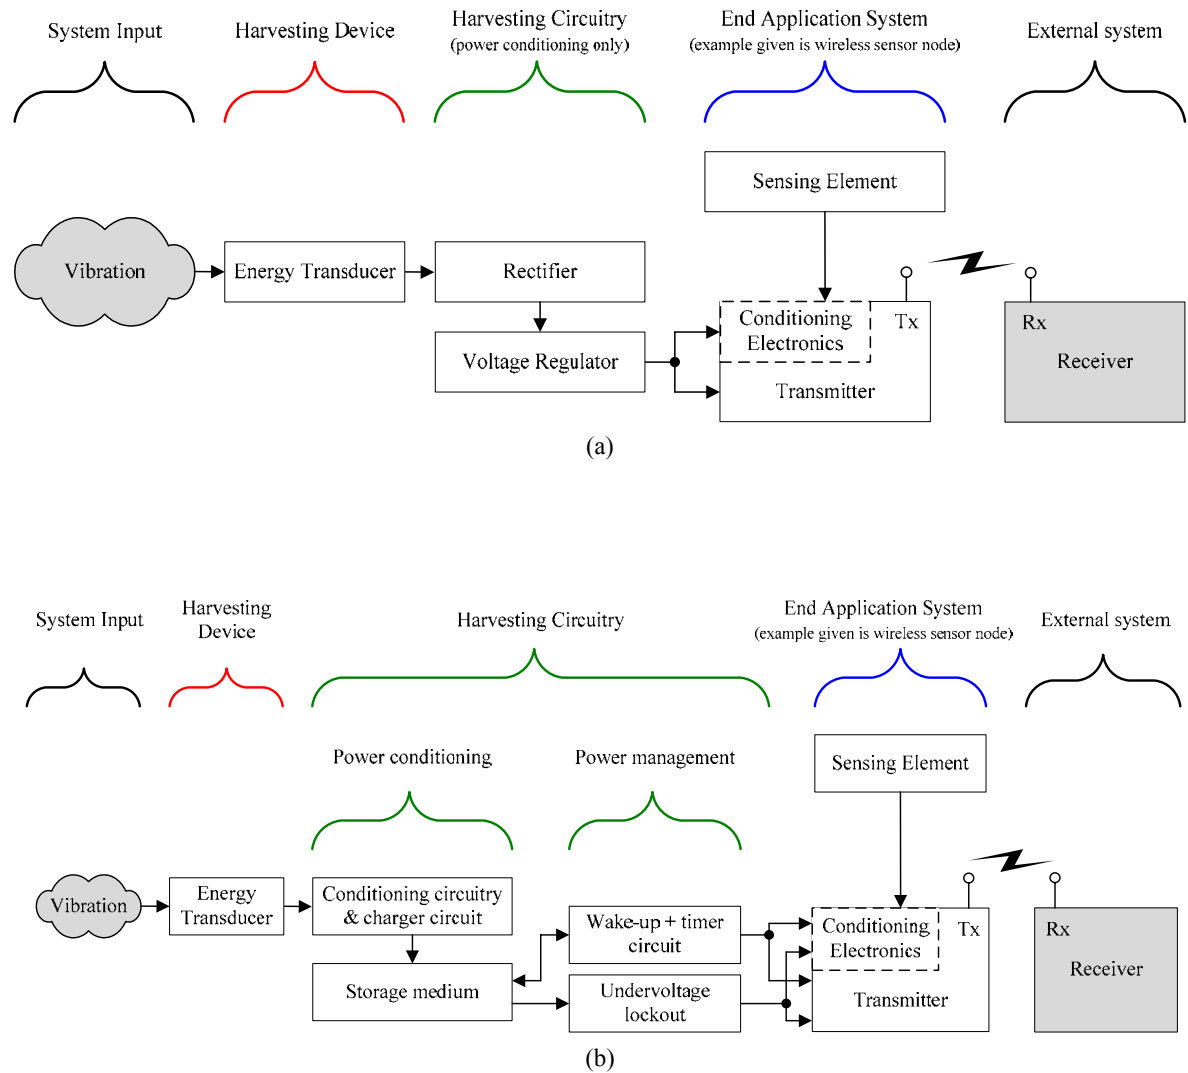 System Input
Harvesting Device
Harvesting Circuitry
(power conditioning only)
End Application System
(example given is wireless sensor node)
External system
Sensing Element
Vibration
Energy Transducer
Rectifier
Conditioning
Electronics
Tx
Rx
Receiver
Voltage Regulator
Transmitter
(a)
System Input
Harvesting
Device
Harvesting Circuitry
End Application System
(example given is wireless sensor node)
External system
Power conditioning
Power management
Sensing Element
Vibration
Energy
Transducer
Conditioning circuitry
& charger circuit
Storage medium
Wake-up + timer
circuit
Undervoltage
lockout
Conditioning
Electronics
Tx
Transmitter
Rx
Receiver
(b)